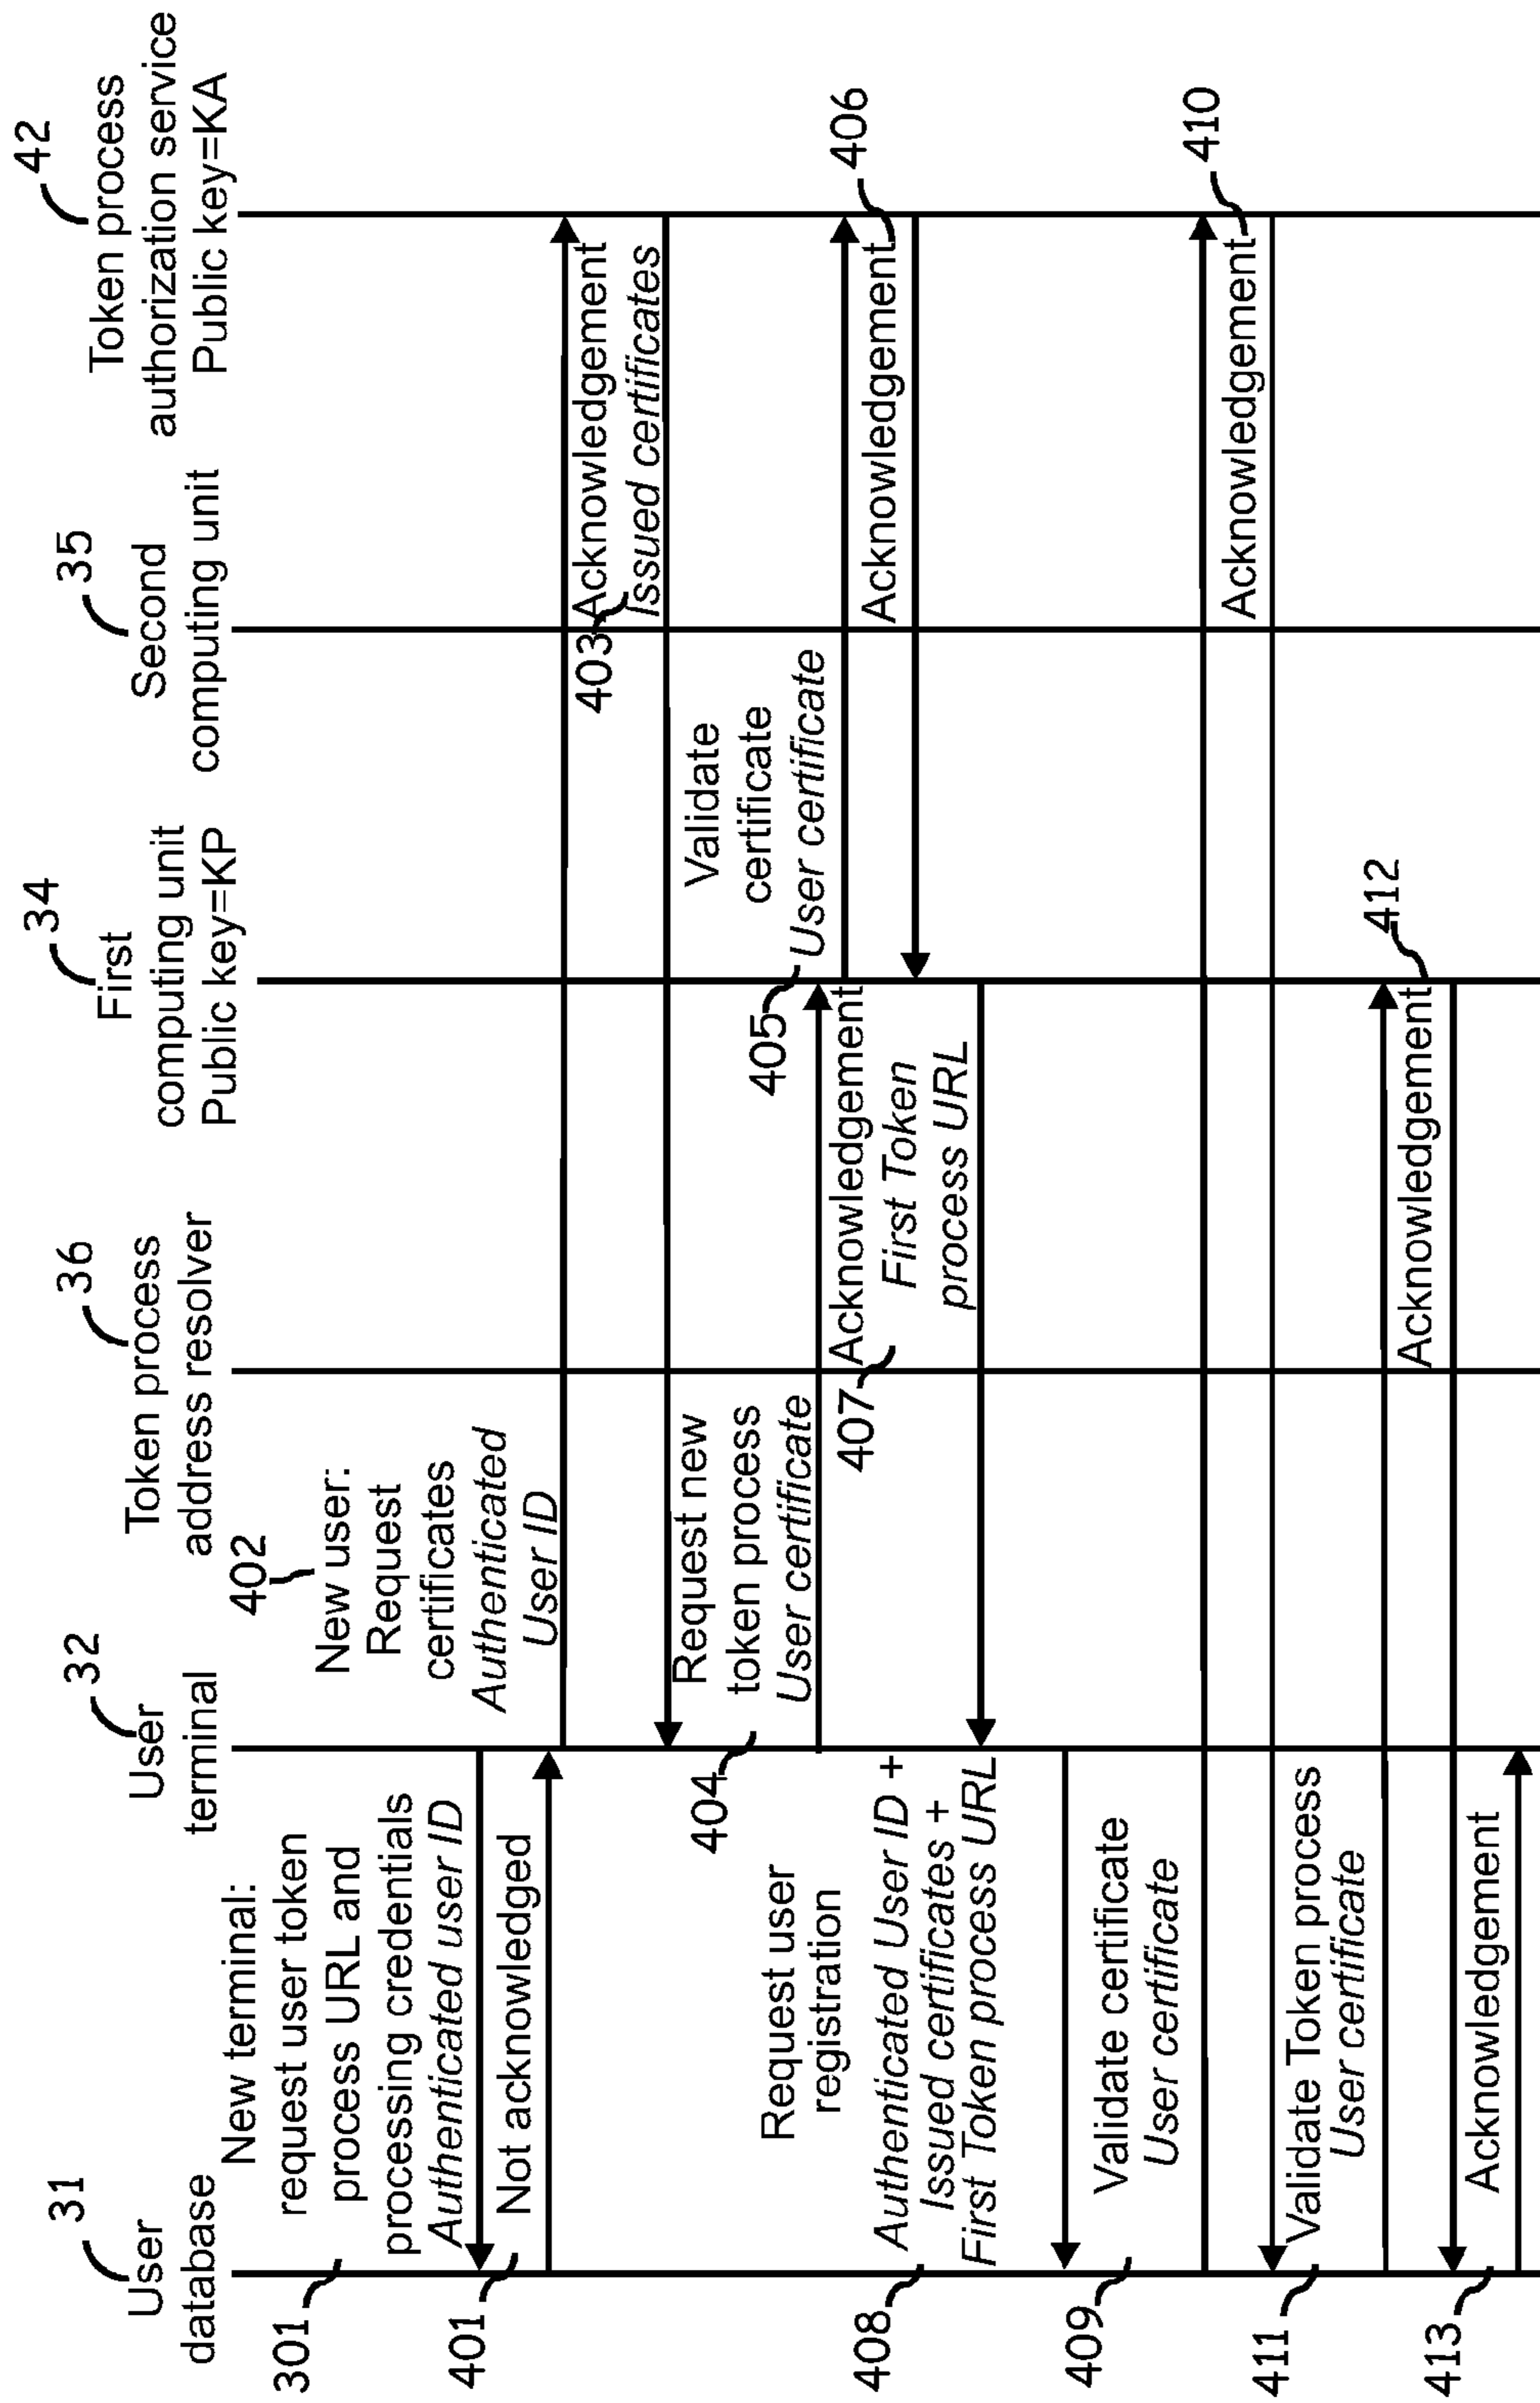 31
User
database
32
User
terminal
36
Token process
address resolver
34
First
computing unit
Public key=KP
35
Second
computing unit
42
Token process
authorization service
Public key=KA
301
New terminal:
request user token
process URL and
processing credentials
Authenticated user ID
401
Not acknowledged
402
New user:
Request
certificates
Authenticated
User ID
403
Acknowledgement
Issued certificates
404
Request new
token process
User certificate
405
Validate
certificate
User certificate
406
Acknowledgement
407
Acknowledgement
First Token
process URL
408
Request user
registration
Authenticated User ID +
Issued certificates +
First Token process URL
409
Validate certificate
User certificate
410
Acknowledgement
411
Validate Token process
User certificate
412
Acknowledgement
413
Acknowledgement